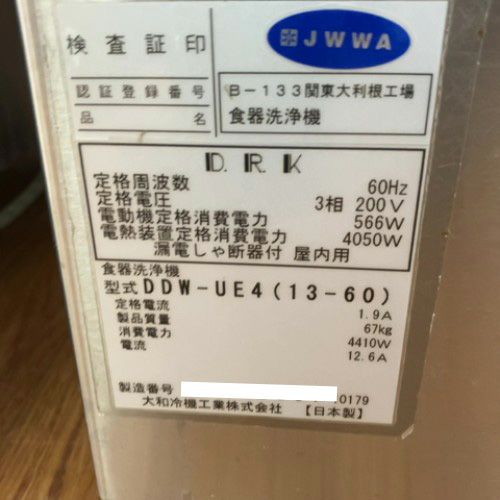 検査証印 JWWA
認証登録番号 B-133関東大利根工場
品名 食器洗浄機
D.R.K
定格周波数 60Hz
定格電圧 3相 200V
電動機定格消費電力 566W
電熱装置定格消費電力 4050W
漏電しゃ断器付 屋内用
食器洗浄機
型式 DDW-UE4(13-60)
定格電流 1.9A
製品質量 67kg
消費電力 4410W
電流 12.6A
製造番号 0179
大和冷機工業株式会社 【日本製】